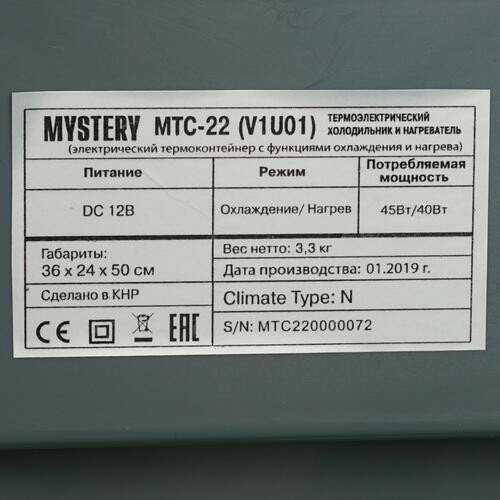 MYSTERY MTC-22 (V1U01) ТЕРМОЭЛЕКТРИЧЕСКИЙ
ХОЛОДИЛЬНИК И НАГРЕВАТЕЛЬ
(электрический термоконтейнер с функциями охлаждения и нагрева)
Питание Режим Потребляемая
мощность
DC 12В Охлаждение/ Нагрев 45Вт/40Вт
Габариты:
36 x 24 x 50 см
Вес нетто: 3,3 кг
Дата производства: 01.2019 г.
Сделано в КНР
Climate Type: N
CE EAC
S/N: MTC220000072